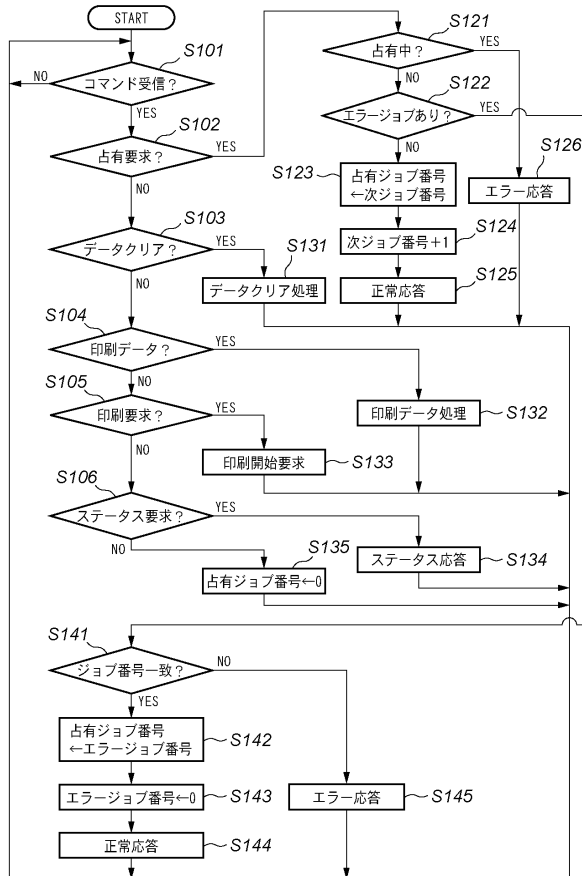 START
S101
コマンド受信?
NO
YES
S102
占有要求?
YES
NO
S121
占有中?
YES
NO
S122
エラージョブあり?
YES
NO
S123
占有ジョブ番号
←次ジョブ番号
S124
次ジョブ番号+1
S125
正常応答
S126
エラー応答
S103
データクリア?
YES
NO
S131
データクリア処理
S104
印刷データ?
YES
NO
S132
印刷データ処理
S105
印刷要求?
YES
NO
S133
印刷開始要求
S106
ステータス要求?
YES
NO
S134
ステータス応答
S135
占有ジョブ番号←0
S141
ジョブ番号一致?
NO
YES
S142
占有ジョブ番号
←エラージョブ番号
S143
エラージョブ番号←0
S144
正常応答
S145
エラー応答